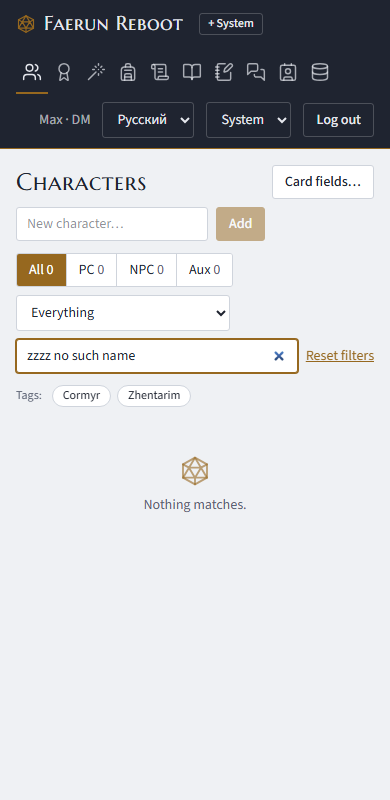 Faerun Reboot
+ System
Max · DM
Русский
System
Log out
Characters
Card fields…
New character…
Add
All 0
PC 0
NPC 0
Aux 0
Everything
zzzz no such name
Reset filters
Tags:
Cormyr
Zhentarim
Nothing matches.